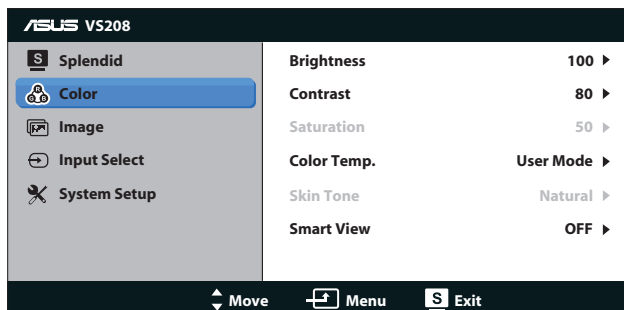 ASUS VS208
S Splendid
R G B Color
Image
Input Select
System Setup
Brightness 100
Contrast 80
Saturation 50
Color Temp. User Mode
Skin Tone Natural
Smart View OFF
Move Menu S Exit